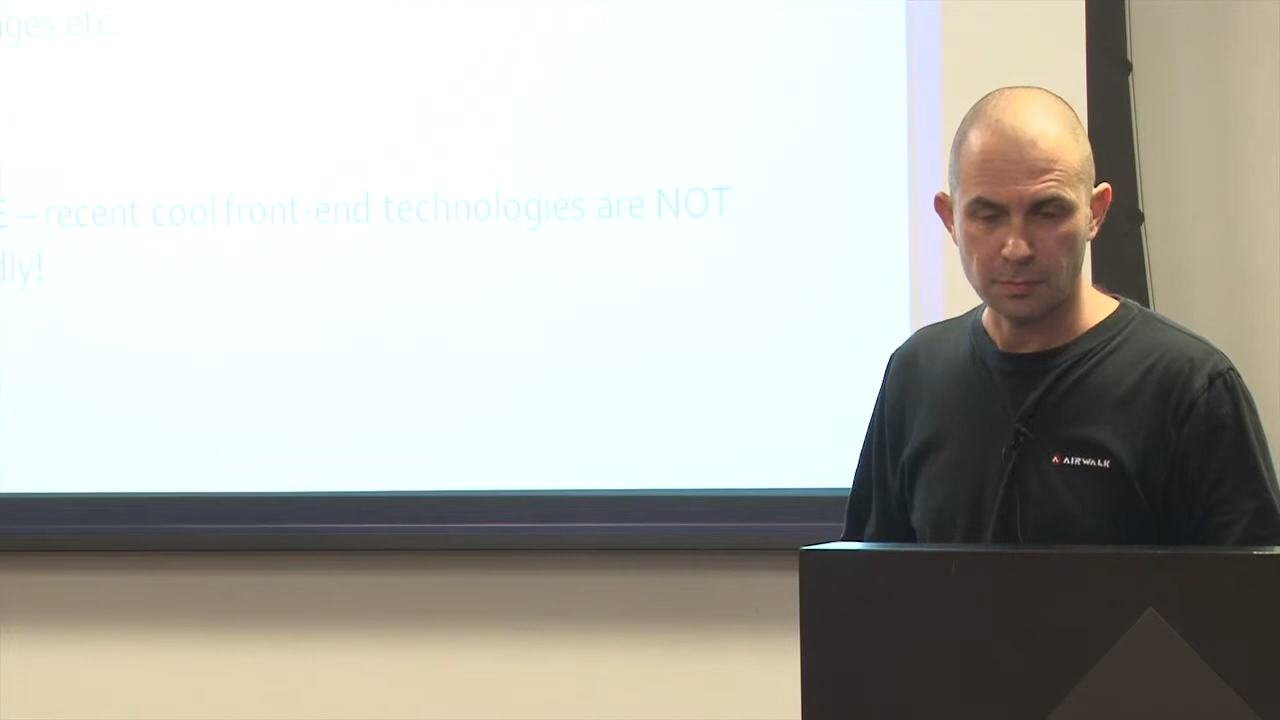 ges etc.
E – recent cool front-end technologies are NOT
dly!
AIRWALK